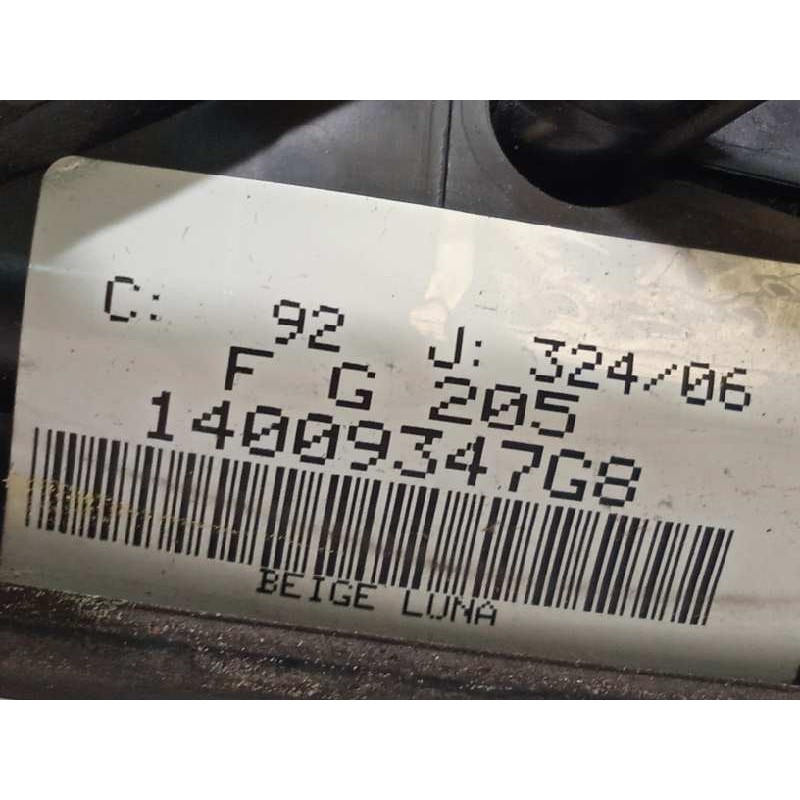 C: 92 J: 324/06
F G 205
14009347G8
BEIGE LUNA